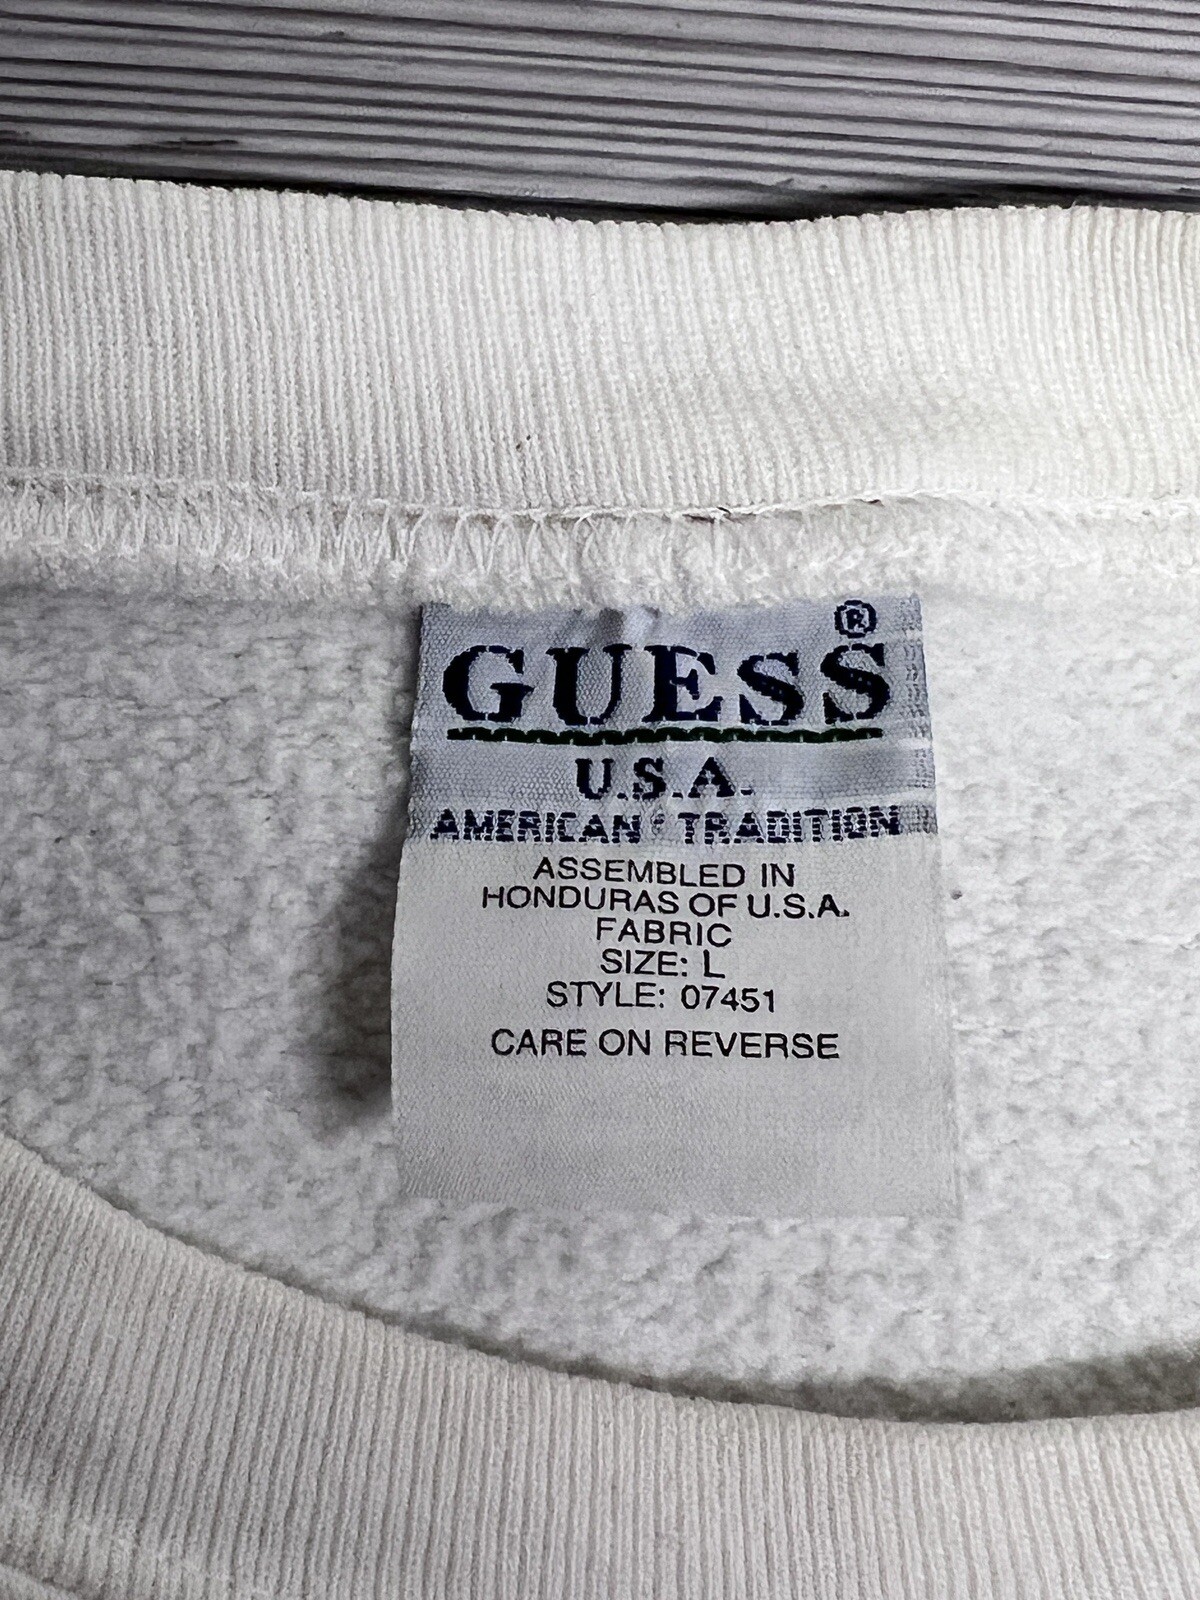 GUESS®
U.S.A.
AMERICAN TRADITION
ASSEMBLED IN
HONDURAS OF U.S.A.
FABRIC
SIZE: L
STYLE: 07451
CARE ON REVERSE